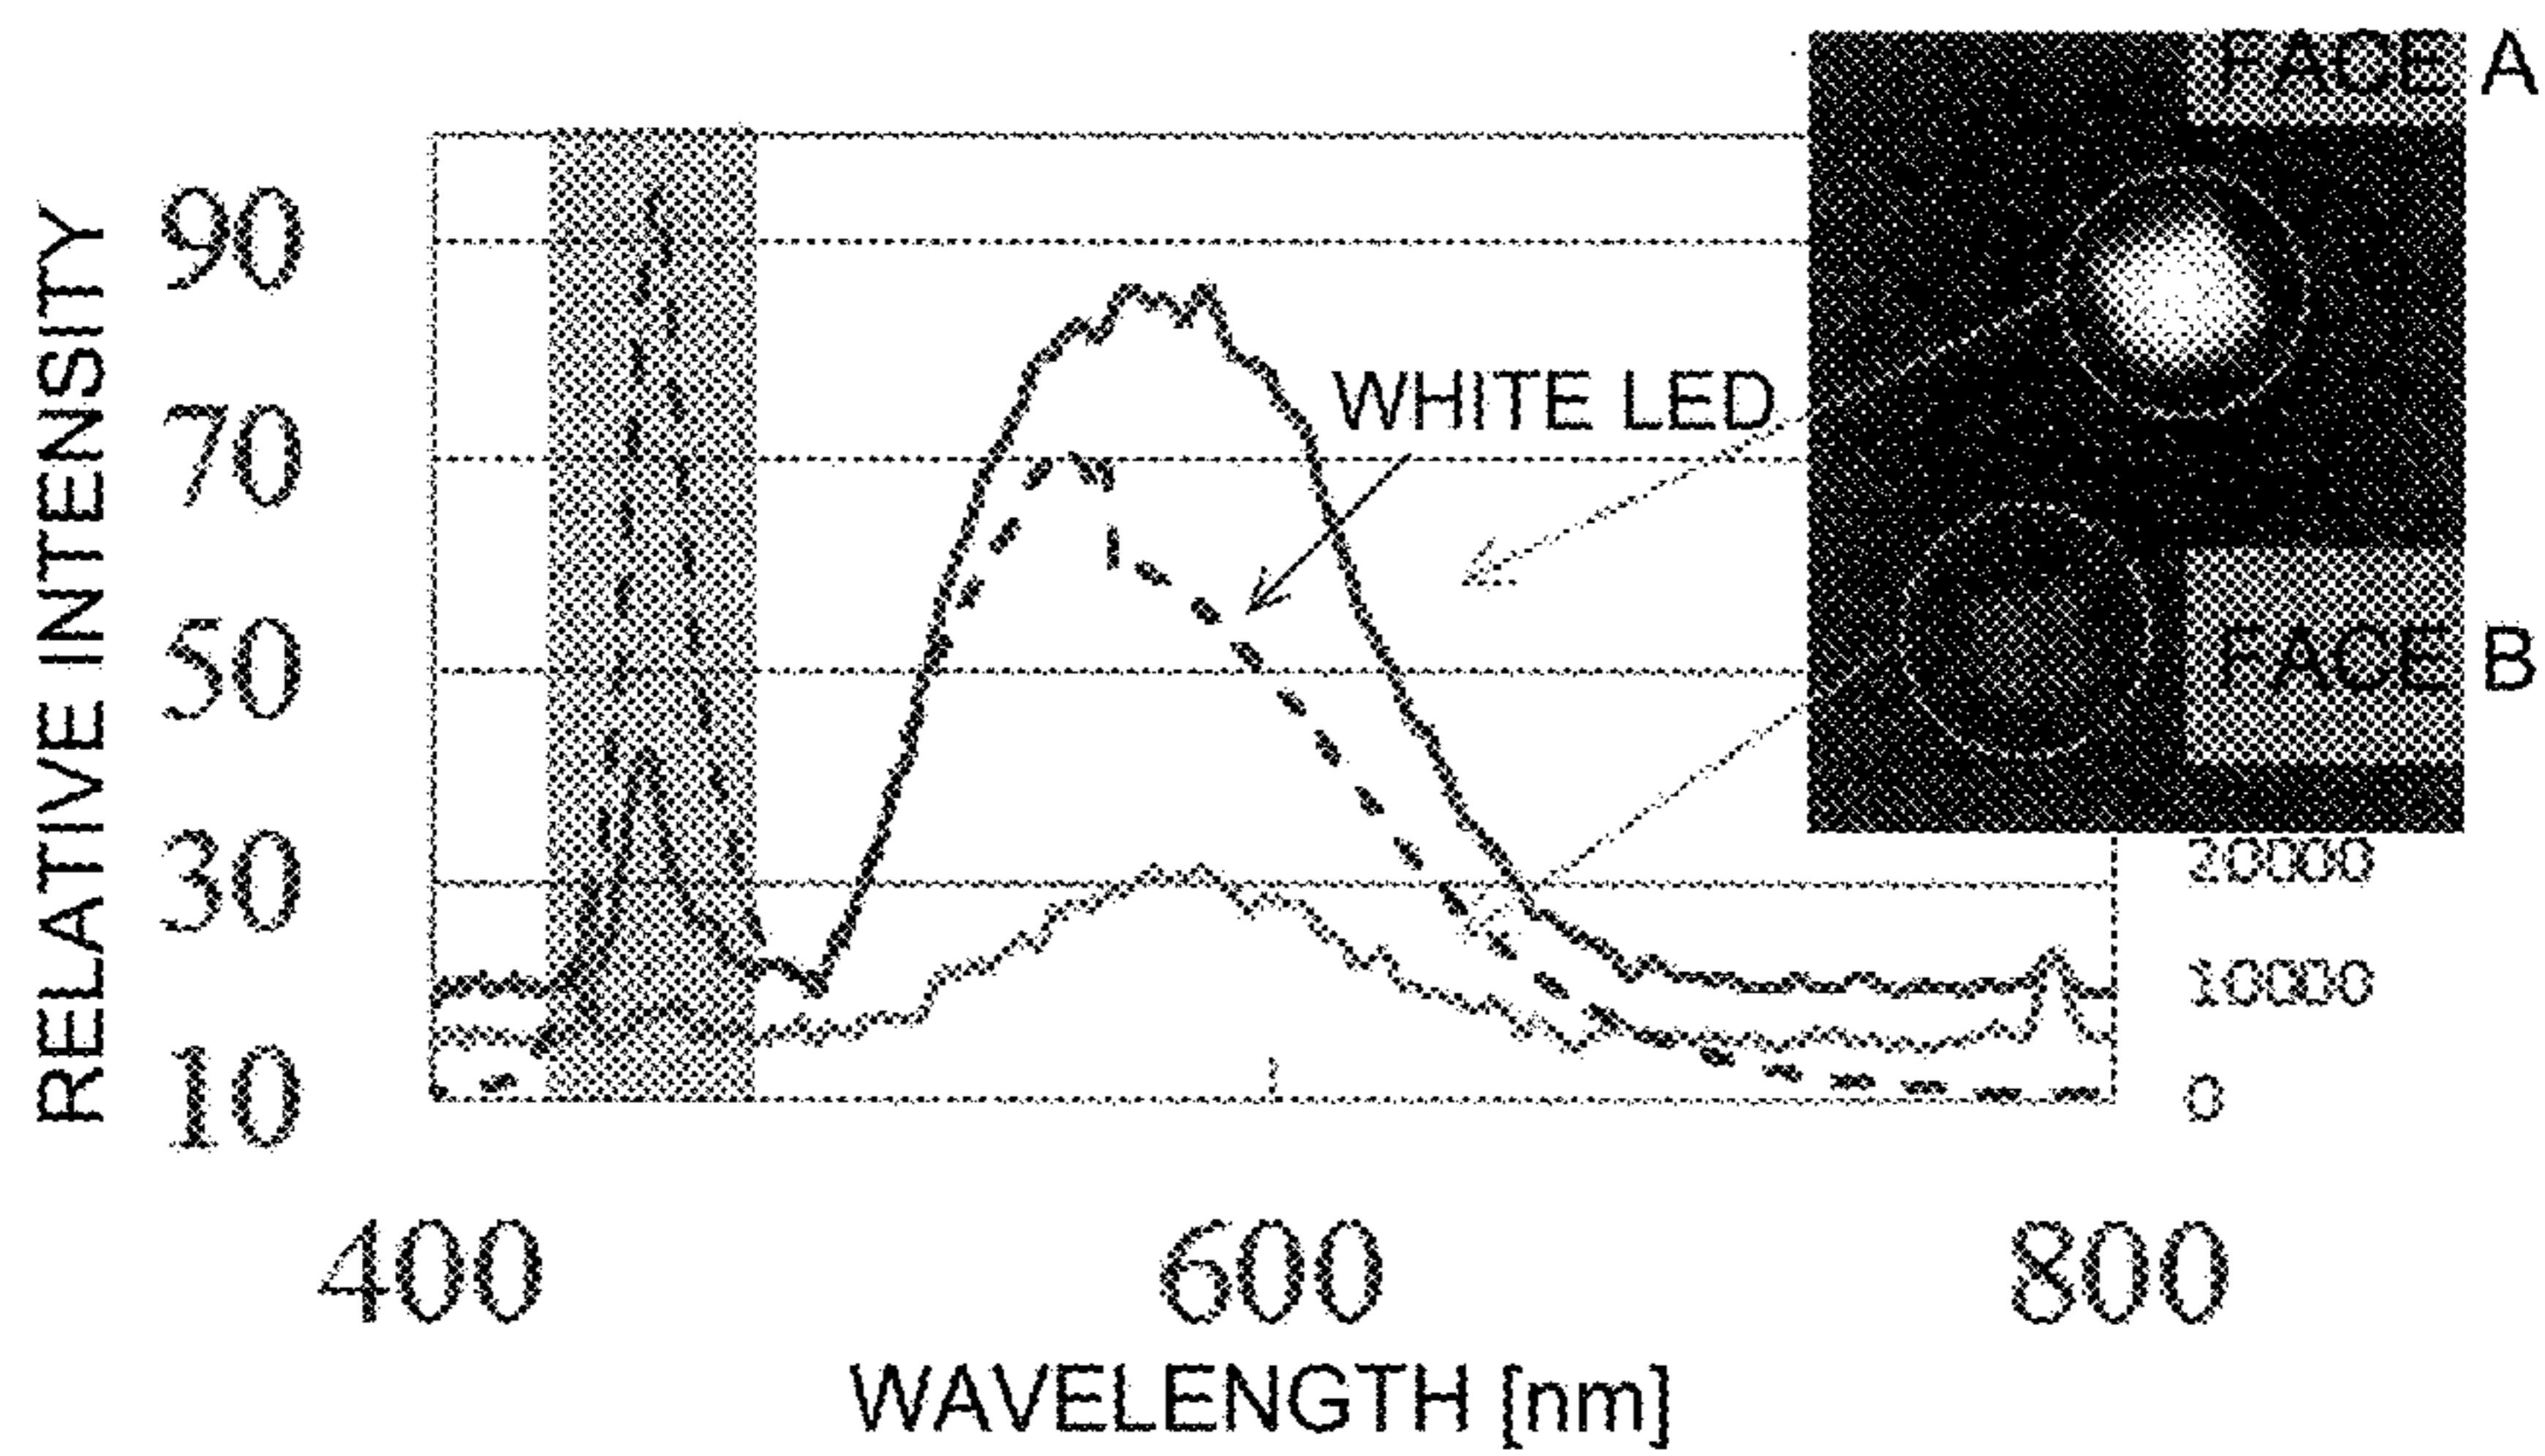 FACE A
RELATIVE INTENSITY
90
70
50
30
10
WHITE LED
FACE B
20000
10000
0
400
600
800
WAVELENGTH [nm]